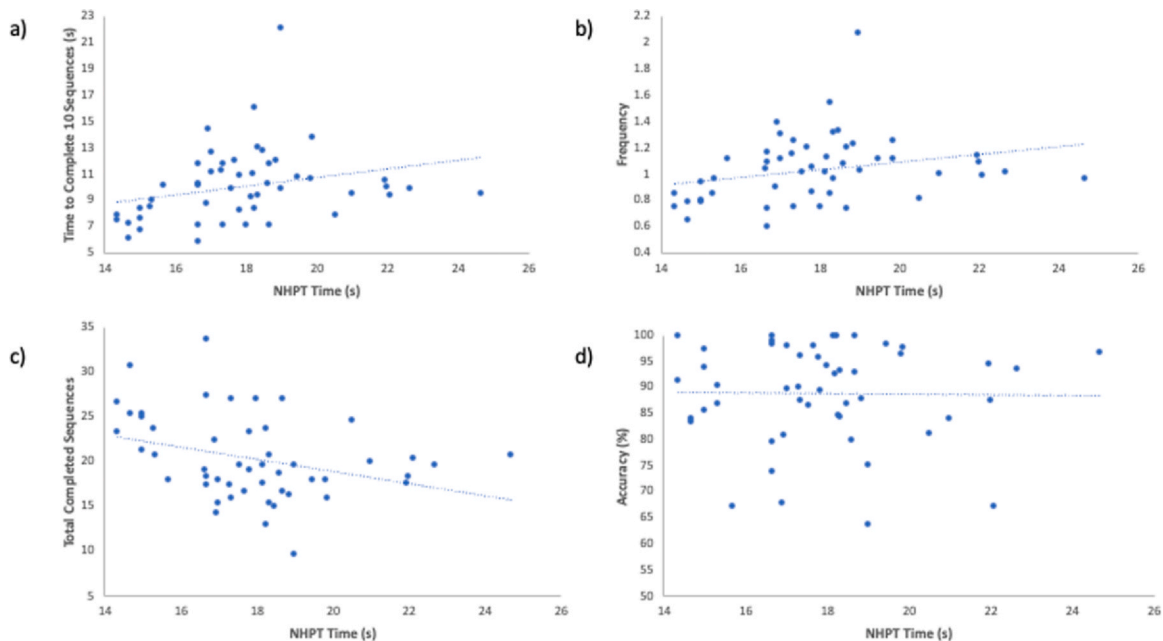 a)
Time to Complete 10 Sequences (s)
23
21
19
17
15
13
11
9
7
5
14 16 18 20 22 24 26
NHPT Time (s)
b)
Frequency
2.2
2
1.8
1.6
1.4
1.2
1
0.8
0.6
0.4
14 16 18 20 22 24 26
NHPT Time (s)
c)
Total Completed Sequences
35
30
25
20
15
10
5
14 16 18 20 22 24 26
NHPT Time (s)
d)
Accuracy (%)
100
95
90
85
80
75
70
65
60
55
50
14 16 18 20 22 24 26
NHPT Time (s)